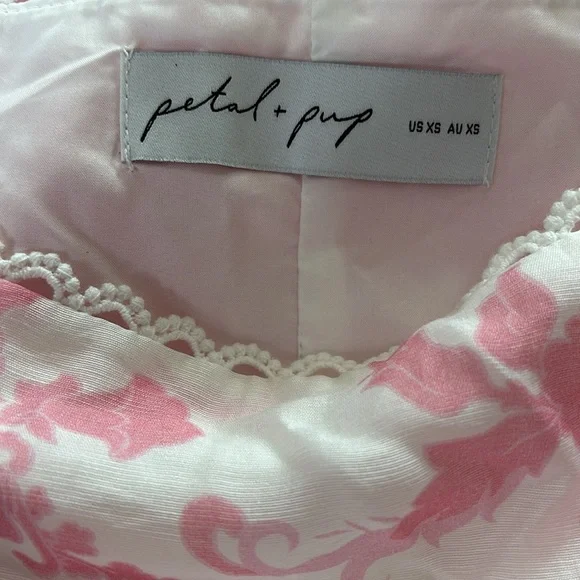 petal + pup
US XS AU XS